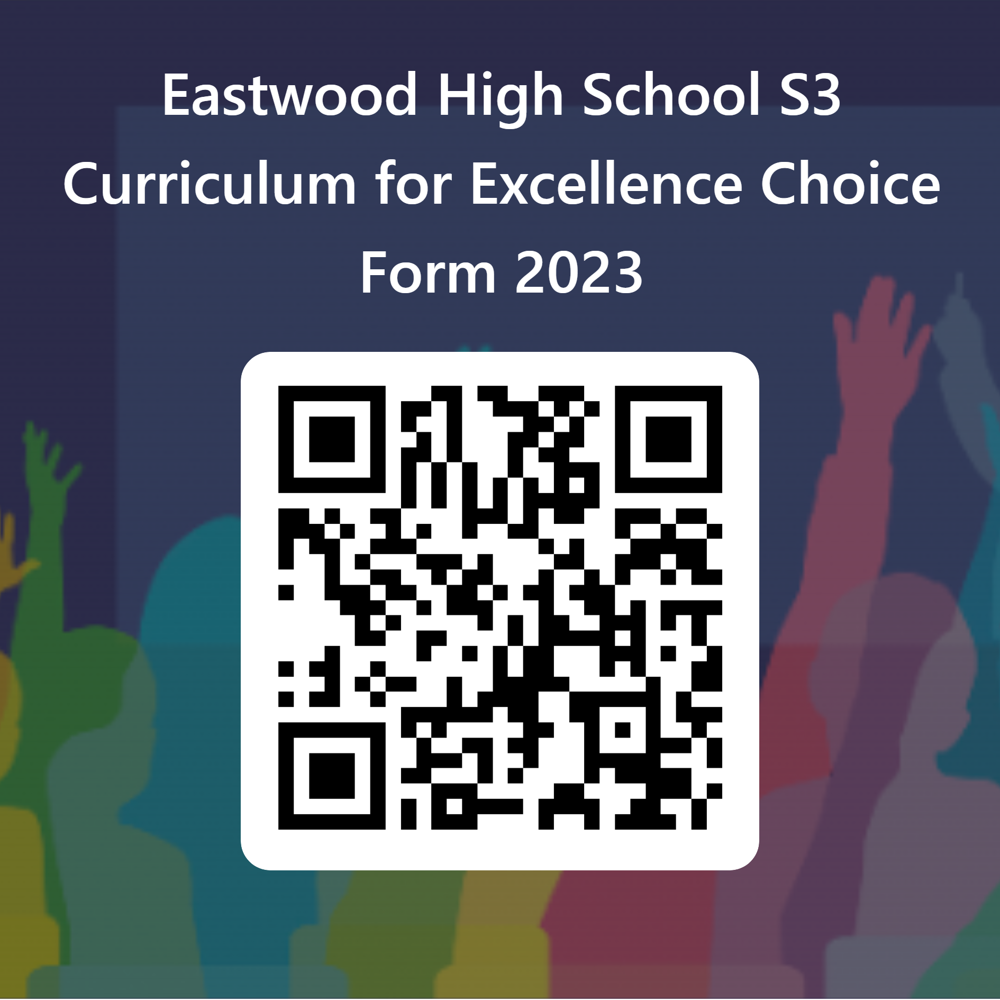 Eastwood High School S3
Curriculum for Excellence Choice
Form 2023